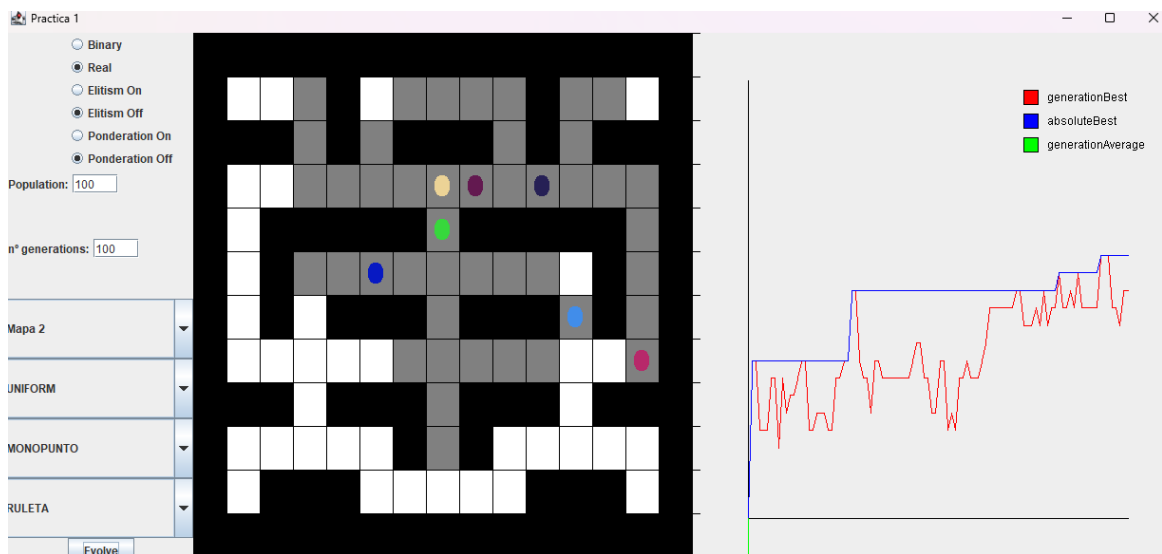 Practica 1
Binary
Real
Elitism On
Elitism Off
Ponderation On
Ponderation Off
Population: 100
nº generations: 100
Mapa 2
UNIFORM
MONOPUNTO
RULETA
Evolve
generationBest
absoluteBest
generationAverage